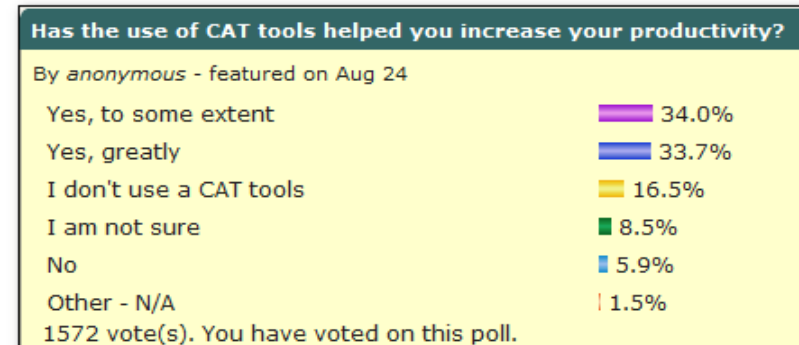 Has the use of CAT tools helped you increase your productivity?
By anonymous - featured on Aug 24
Yes, to some extent 34.0%
Yes, greatly 33.7%
I don't use a CAT tools 16.5%
I am not sure 8.5%
No 5.9%
Other - N/A 1.5%
1572 vote(s). You have voted on this poll.